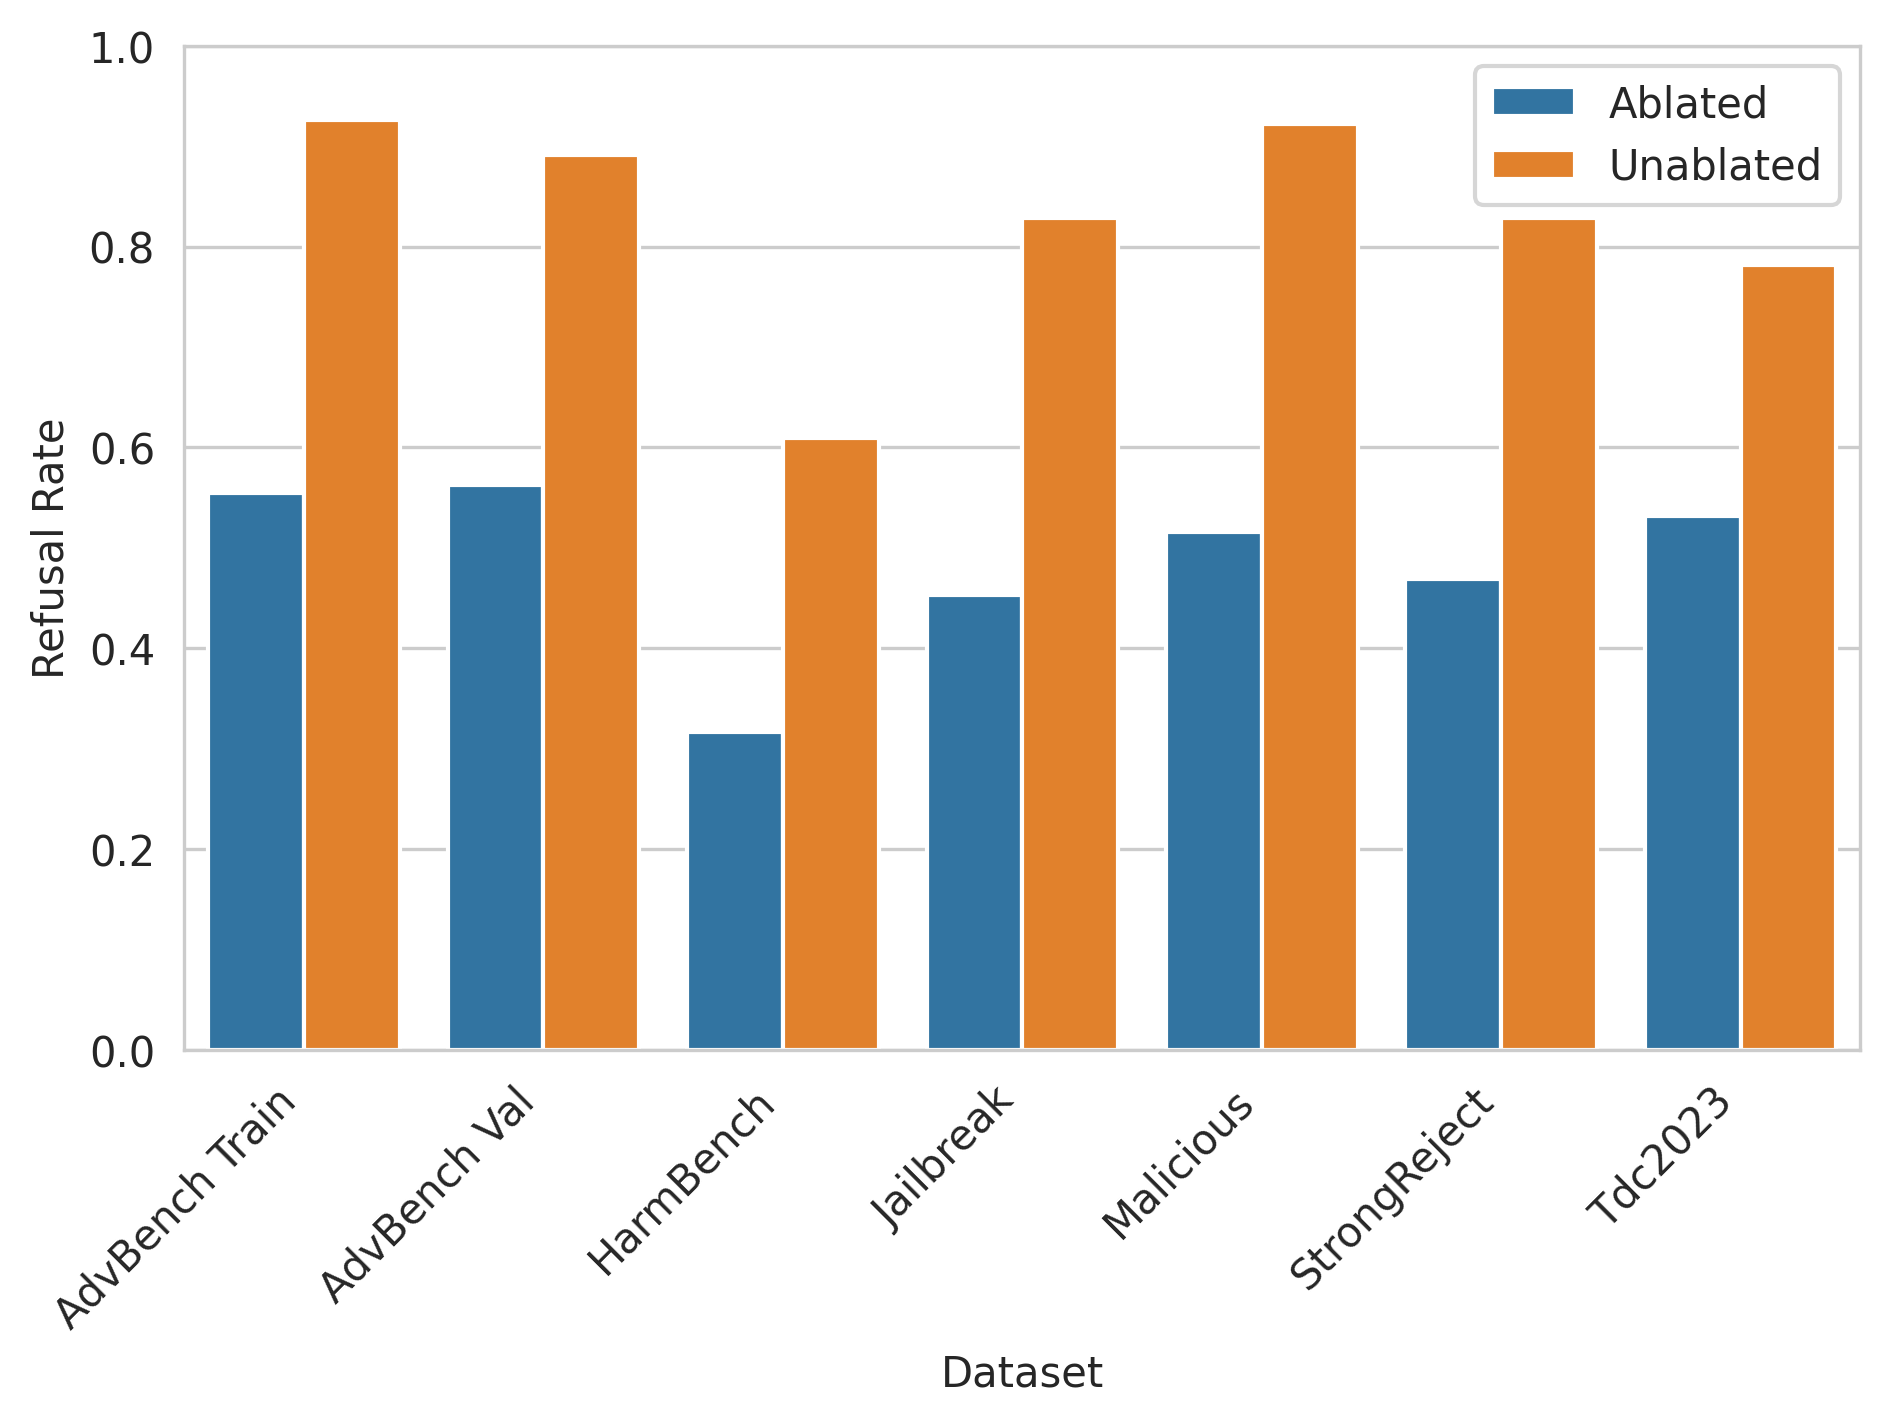 1.0
0.8
0.6
0.4
0.2
0.0
Refusal Rate
Ablated
Unablated
AdvBench Train
AdvBench Val
HarmBench
Jailbreak
Malicious
StrongReject
Tdc2023
Dataset